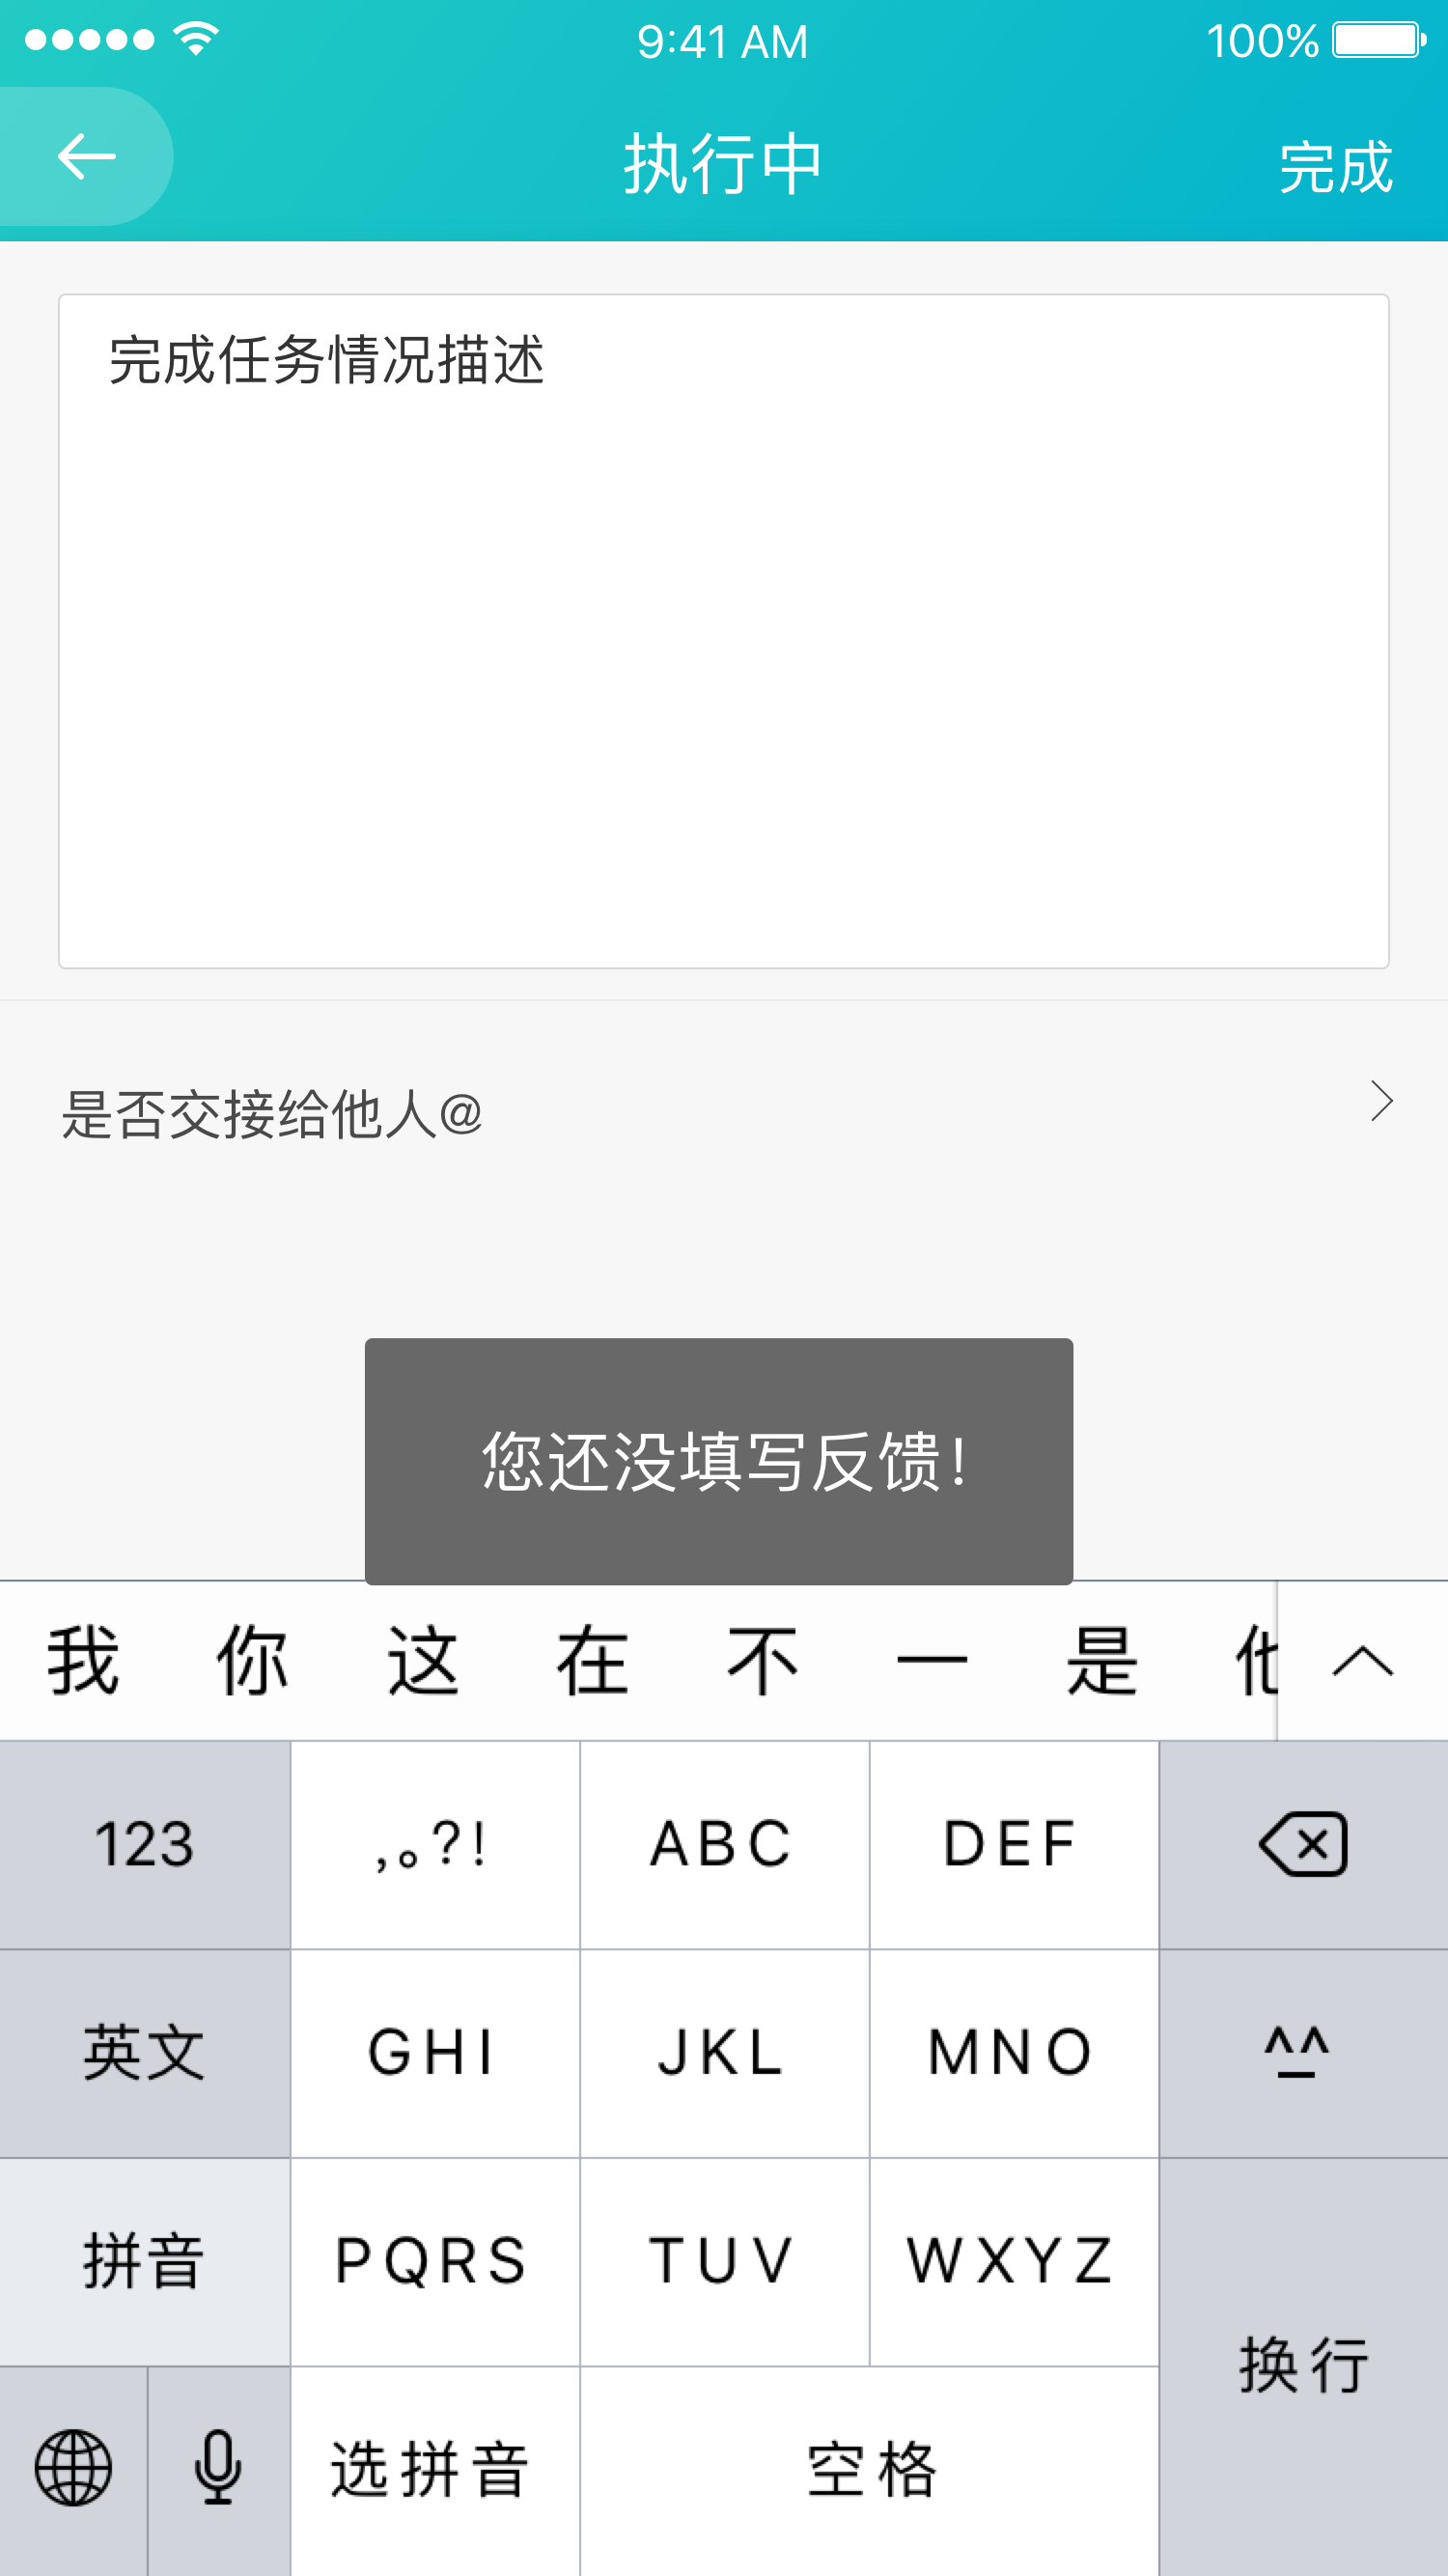 9:41 AM 100%
执行中 完成
完成任务情况描述
是否交接给他人@
您还没填写反馈！
我 你 这 在 不 一 是 他
123 ,。?! ABC DEF
英文 GHI JKL MNO ^_^
拼音 PQRS TUV WXYZ
换行
选拼音 空格